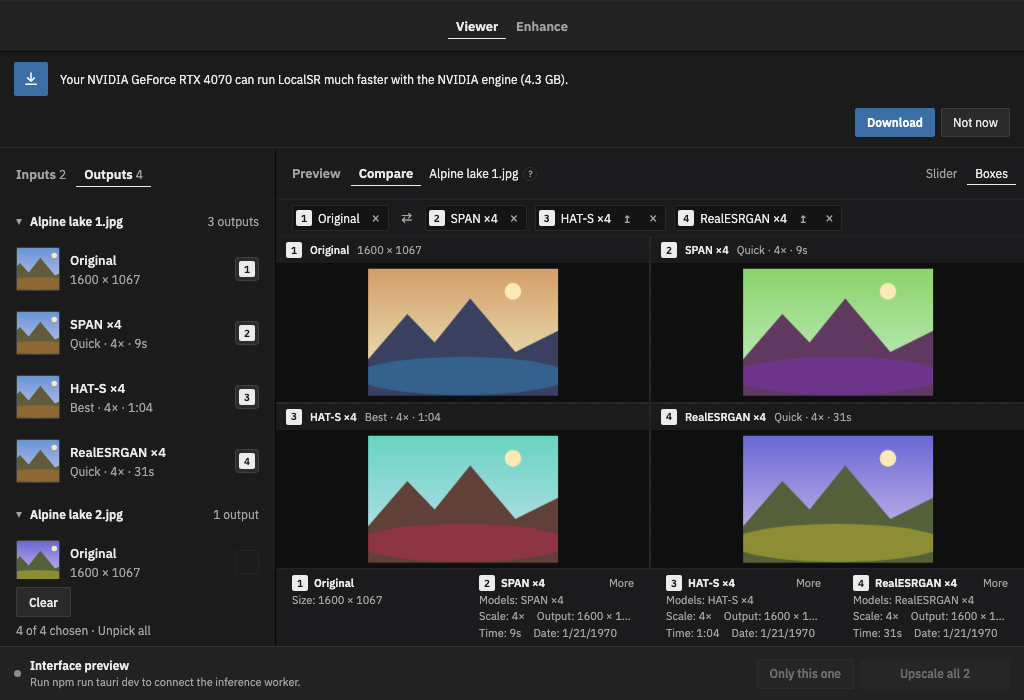 Viewer Enhance
Your NVIDIA GeForce RTX 4070 can run LocalSR much faster with the NVIDIA engine (4.3 GB).
Download Not now
Inputs 2 Outputs 4
Preview Compare Alpine lake 1.jpg ? Slider Boxes
1 Original × ⇄ 2 SPAN ×4 × 3 HAT-S ×4 ↥ × 4 RealESRGAN ×4 ↥ ×
▼ Alpine lake 1.jpg 3 outputs
Original
1600 × 1067
1
SPAN ×4
Quick · 4× · 9s
2
HAT-S ×4
Best · 4× · 1:04
3
RealESRGAN ×4
Quick · 4× · 31s
4
▼ Alpine lake 2.jpg 1 output
Original
1600 × 1067
Clear
4 of 4 chosen · Unpick all
1 Original 1600 × 1067
2 SPAN ×4 Quick · 4× · 9s
3 HAT-S ×4 Best · 4× · 1:04
4 RealESRGAN ×4 Quick · 4× · 31s
1 Original
Size: 1600 × 1067
2 SPAN ×4 More
Models: SPAN ×4
Scale: 4× Output: 1600 × 1...
Time: 9s Date: 1/21/1970
3 HAT-S ×4 More
Models: HAT-S ×4
Scale: 4× Output: 1600 × 1...
Time: 1:04 Date: 1/21/1970
4 RealESRGAN ×4 More
Models: RealESRGAN ×4
Scale: 4× Output: 1600 × 1...
Time: 31s Date: 1/21/1970
Interface preview
Run npm run tauri dev to connect the inference worker.
Only this one Upscale all 2